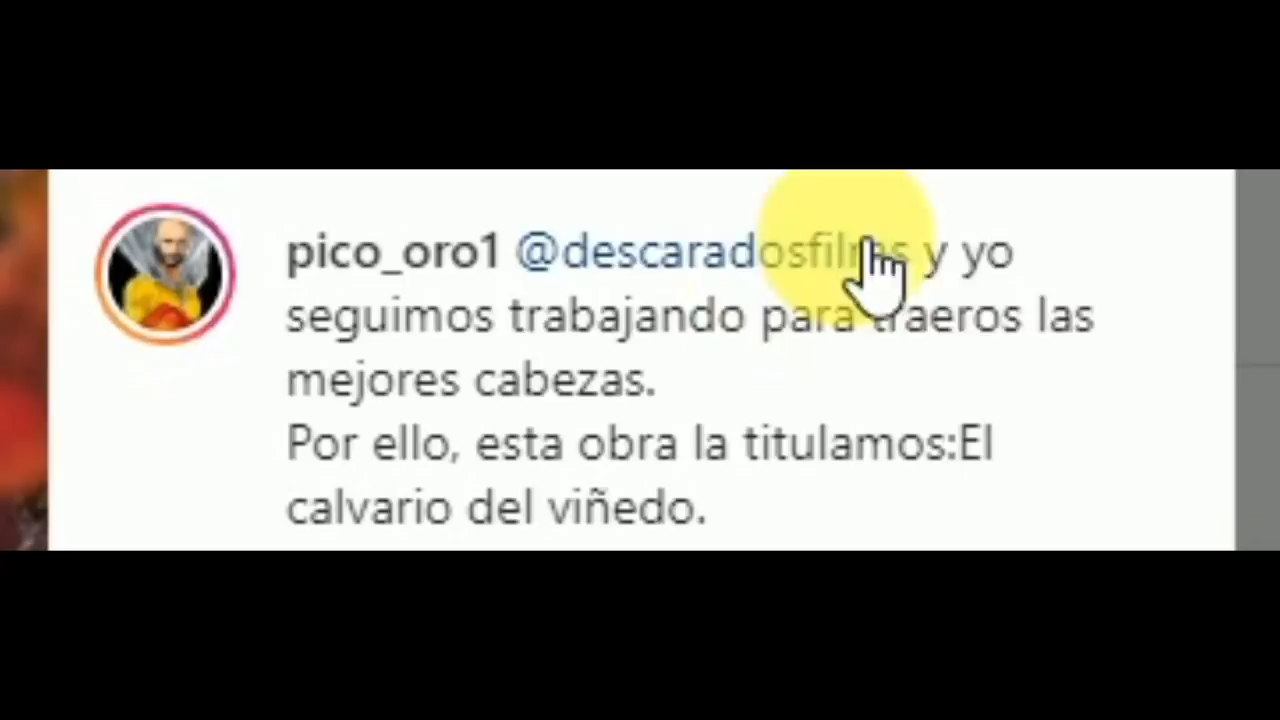 pico_oro1 @descaradosfilms y yo
seguimos trabajando para traeros las
mejores cabezas.
Por ello, esta obra la titulamos:El
calvario del viñedo.